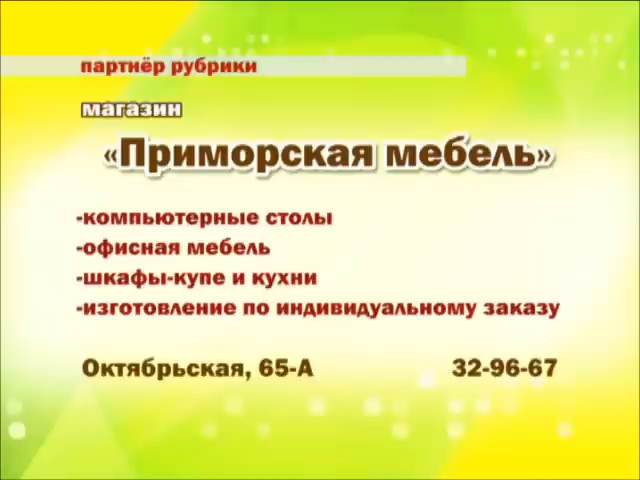 партнёр рубрики
магазин
«Приморская мебель»
-компьютерные столы
-офисная мебель
-шкафы-купе и кухни
-изготовление по индивидуальному заказу
Октябрьская, 65-А 32-96-67